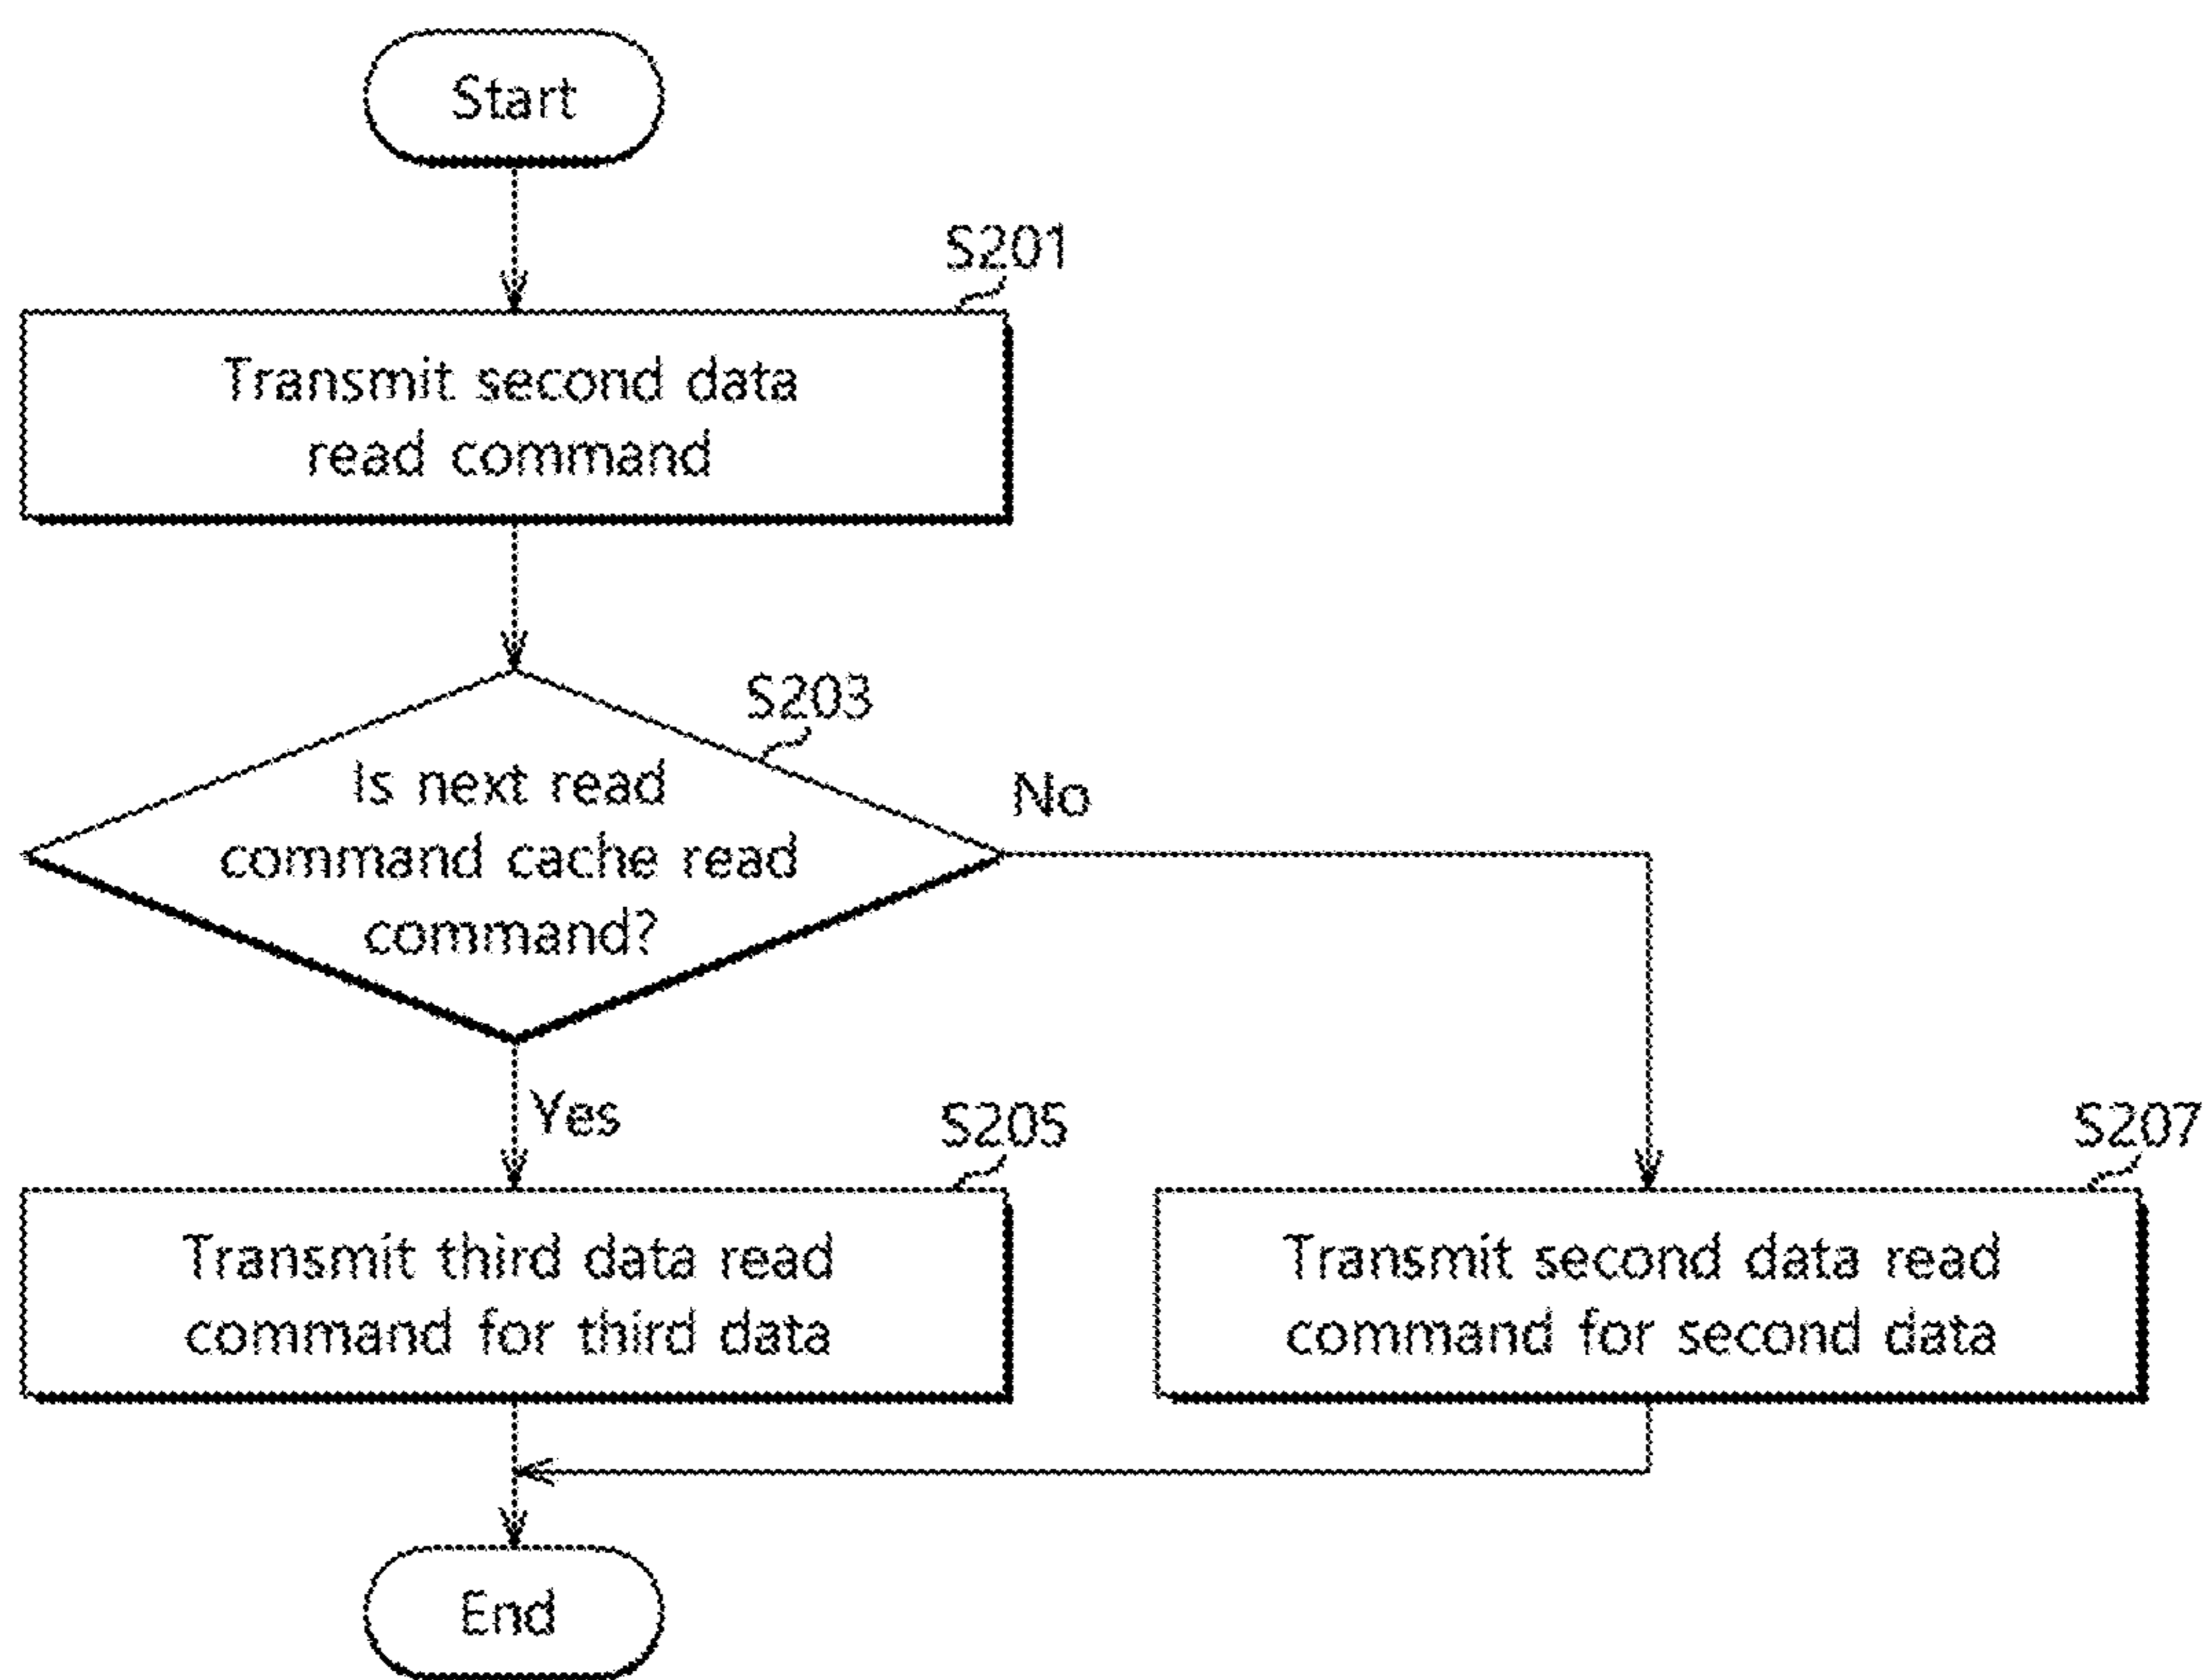 Start
S201
Transmit second data
read command
S203
Is next read
command cache read
command?
No
Yes
S205
Transmit third data read
command for third data
S207
Transmit second data read
command for second data
End